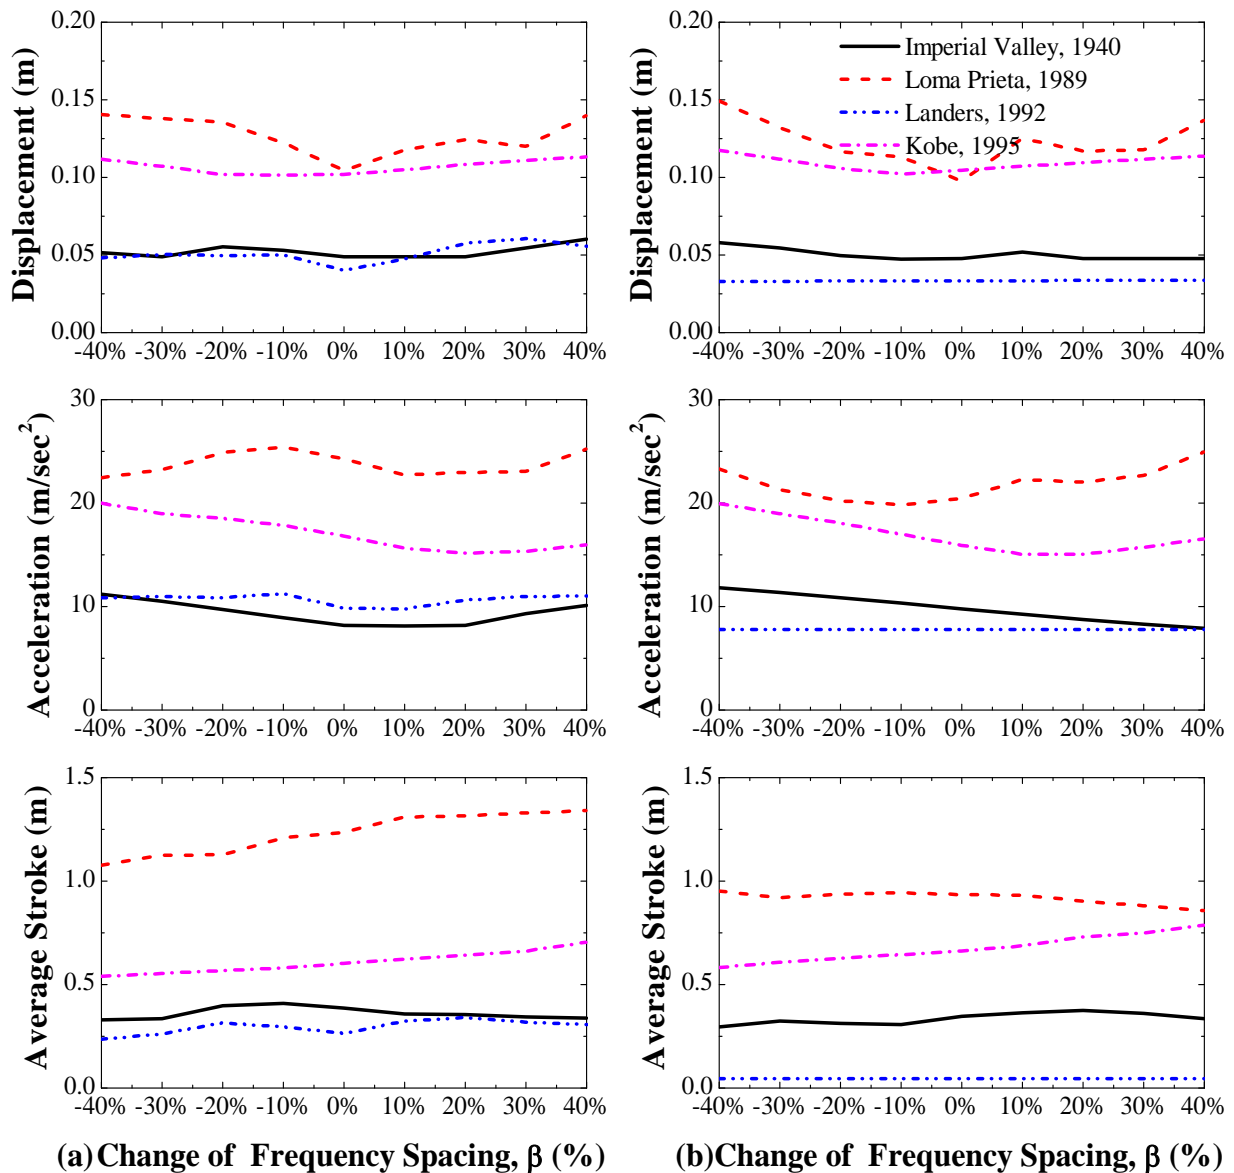 0.20
0.15
0.10
0.05
0.00
Displacement (m)
-40% -30% -20% -10% 0% 10% 20% 30% 40%
0.20
0.15
0.10
0.05
0.00
Displacement (m)
Imperial Valley, 1940
Loma Prieta, 1989
Landers, 1992
Kobe, 1995
-40% -30% -20% -10% 0% 10% 20% 30% 40%
30
20
10
0
Acceleration (m/sec²)
-40% -30% -20% -10% 0% 10% 20% 30% 40%
30
20
10
0
Acceleration (m/sec²)
-40% -30% -20% -10% 0% 10% 20% 30% 40%
1.5
1.0
0.5
0.0
Average Stroke (m)
-40% -30% -20% -10% 0% 10% 20% 30% 40%
(a) Change of Frequency Spacing, β (%)
1.5
1.0
0.5
0.0
Average Stroke (m)
-40% -30% -20% -10% 0% 10% 20% 30% 40%
(b) Change of Frequency Spacing, β (%)